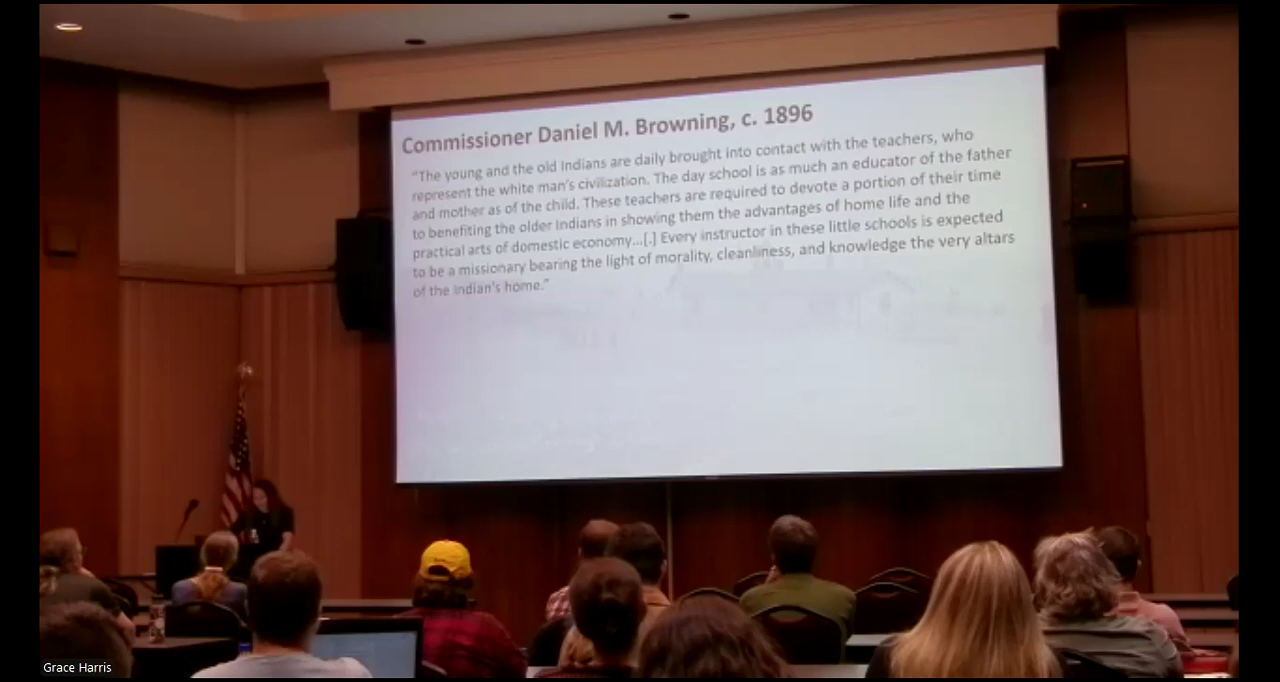 Commissioner Daniel M. Browning, c. 1896
“The young and the old Indians are daily brought into contact with the teachers, who
represent the white man’s civilization. The day school is as much an educator of the father
and mother as of the child. These teachers are required to devote a portion of their time
to benefiting the older Indians in showing them the advantages of home life and the
practical arts of domestic economy...[.] Every instructor in these little schools is expected
to be a missionary bearing the light of morality, cleanliness, and knowledge the very altars
of the Indian's home.”
Grace Harris